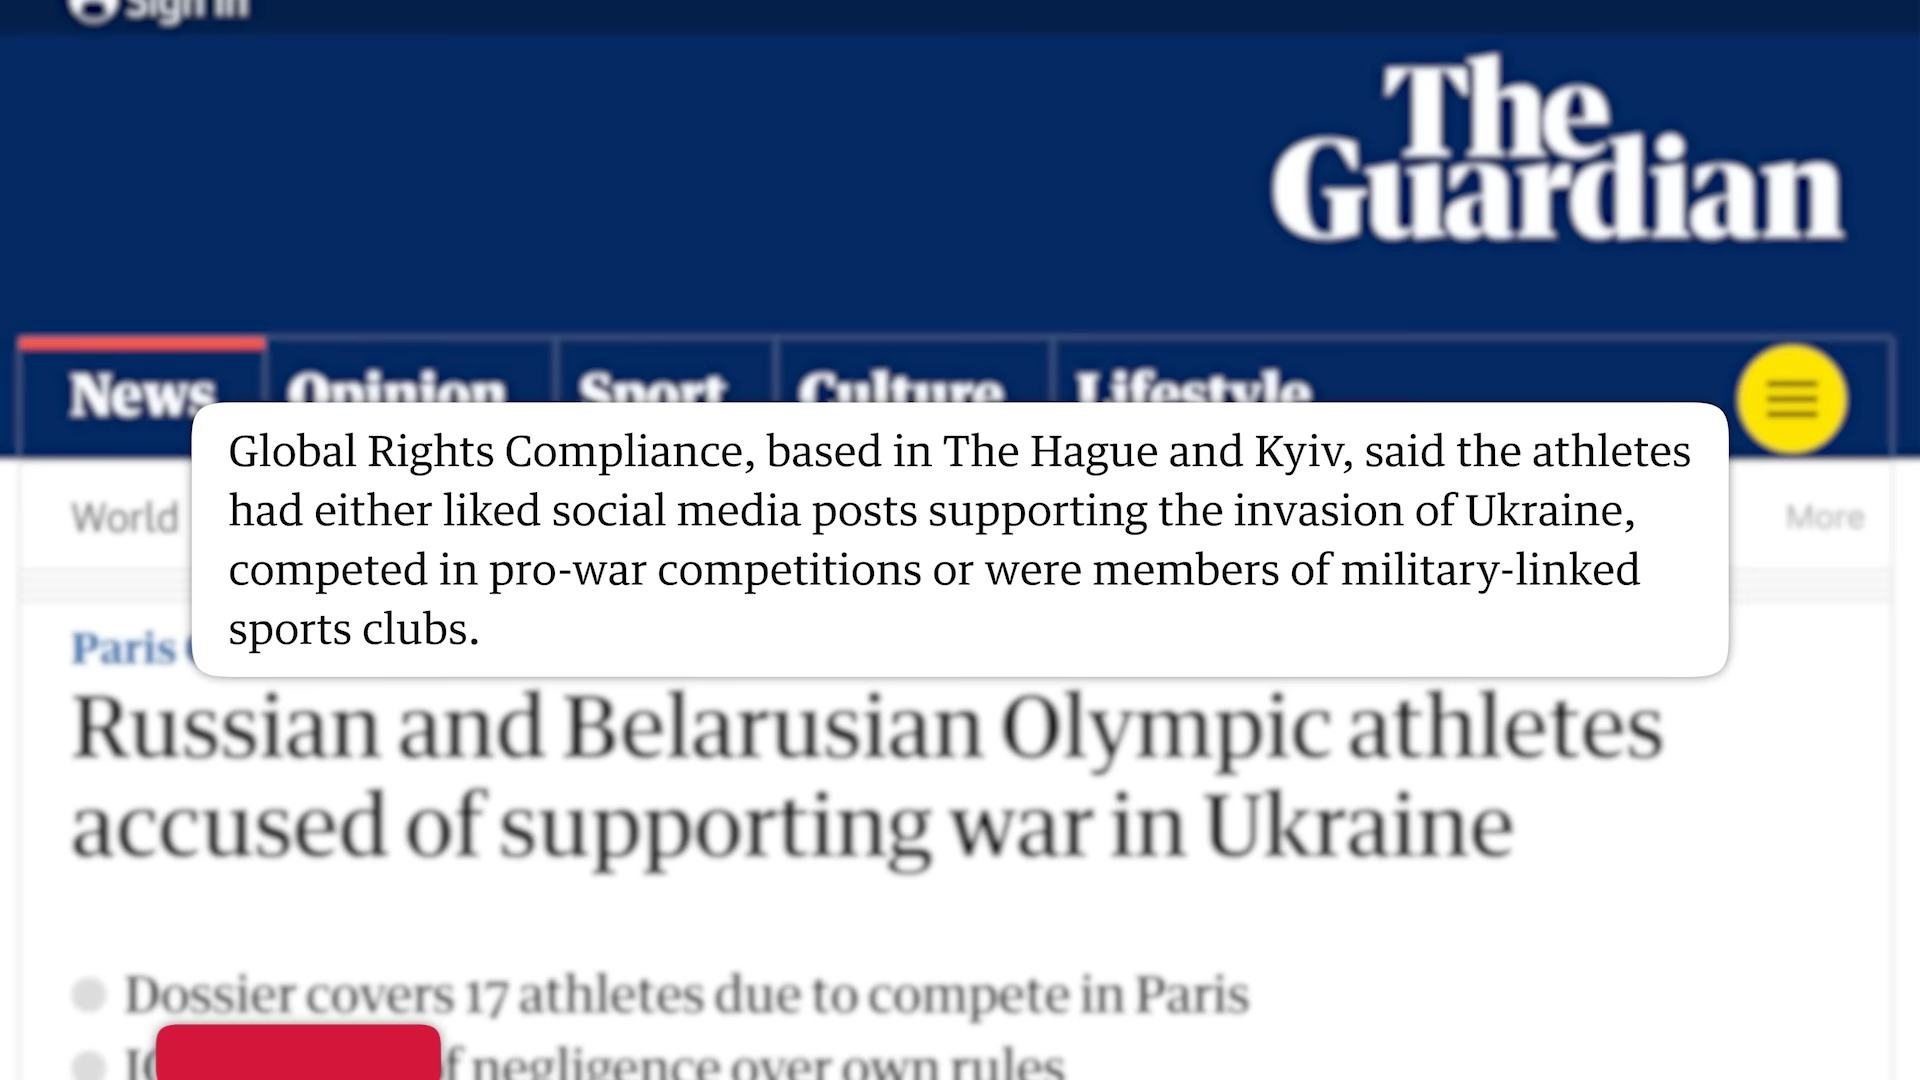 Sign in
The
Guardian
News Opinion Sport Culture Lifestyle
Global Rights Compliance, based in The Hague and Kyiv, said the athletes
had either liked social media posts supporting the invasion of Ukraine,
competed in pro-war competitions or were members of military-linked
sports clubs.
World More
Paris
Russian and Belarusian Olympic athletes
accused of supporting war in Ukraine
Dossier covers 17 athletes due to compete in Paris
of negligence over own rules